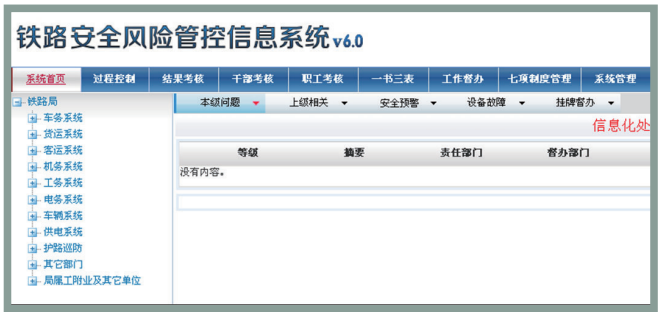 铁路安全风险管控信息系统v6.0
系统首页 过程控制 结果考核 干部考核 职工考核 一书三表 工作督办 七项制度管理 系统管理
铁路局
车务系统
货运系统
客运系统
机务系统
工务系统
电务系统
车辆系统
供电系统
护路巡防
其它部门
局属工附业及其它单位
本级问题 上级相关 安全预警 设备故障 挂牌督办
信息化处
等级 摘要 责任部门 督办部门
没有内容。